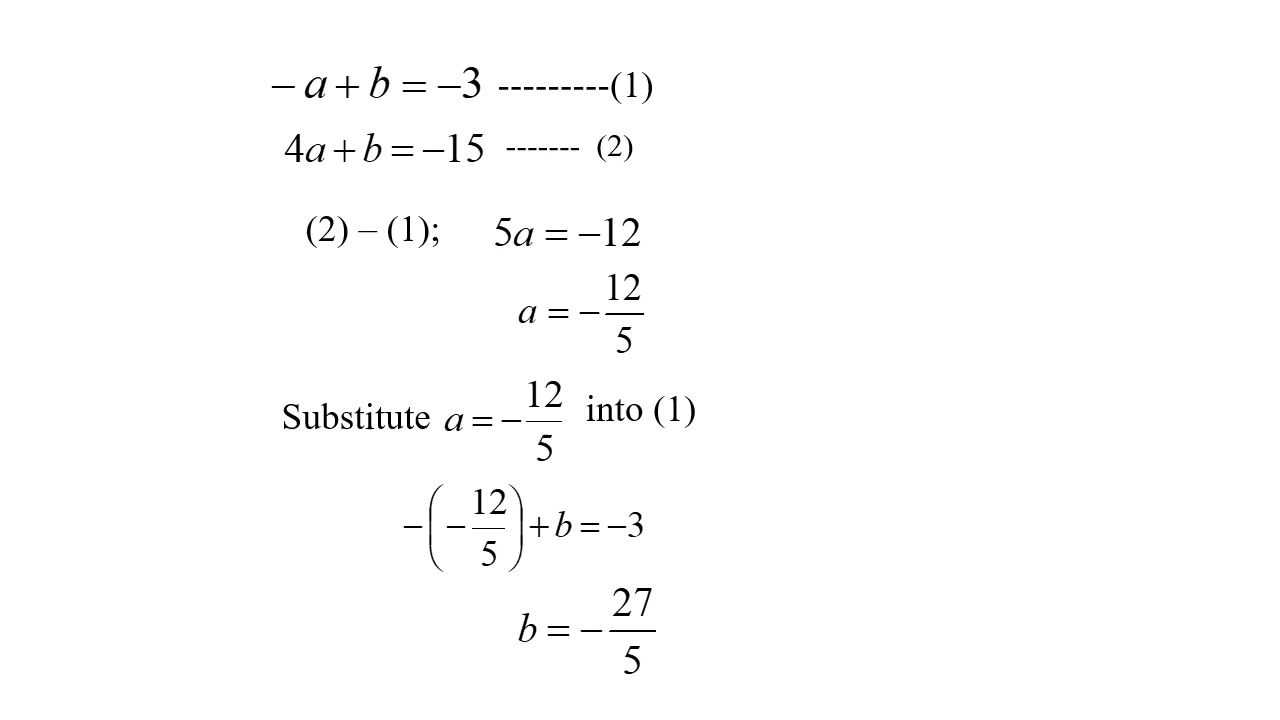 −a + b = −3 ---------(1)
4a + b = −15 ------- (2)
(2) – (1); 5a = −12
a = −12/5
Substitute a = −12/5 into (1)
−(−12/5) + b = −3
b = −27/5